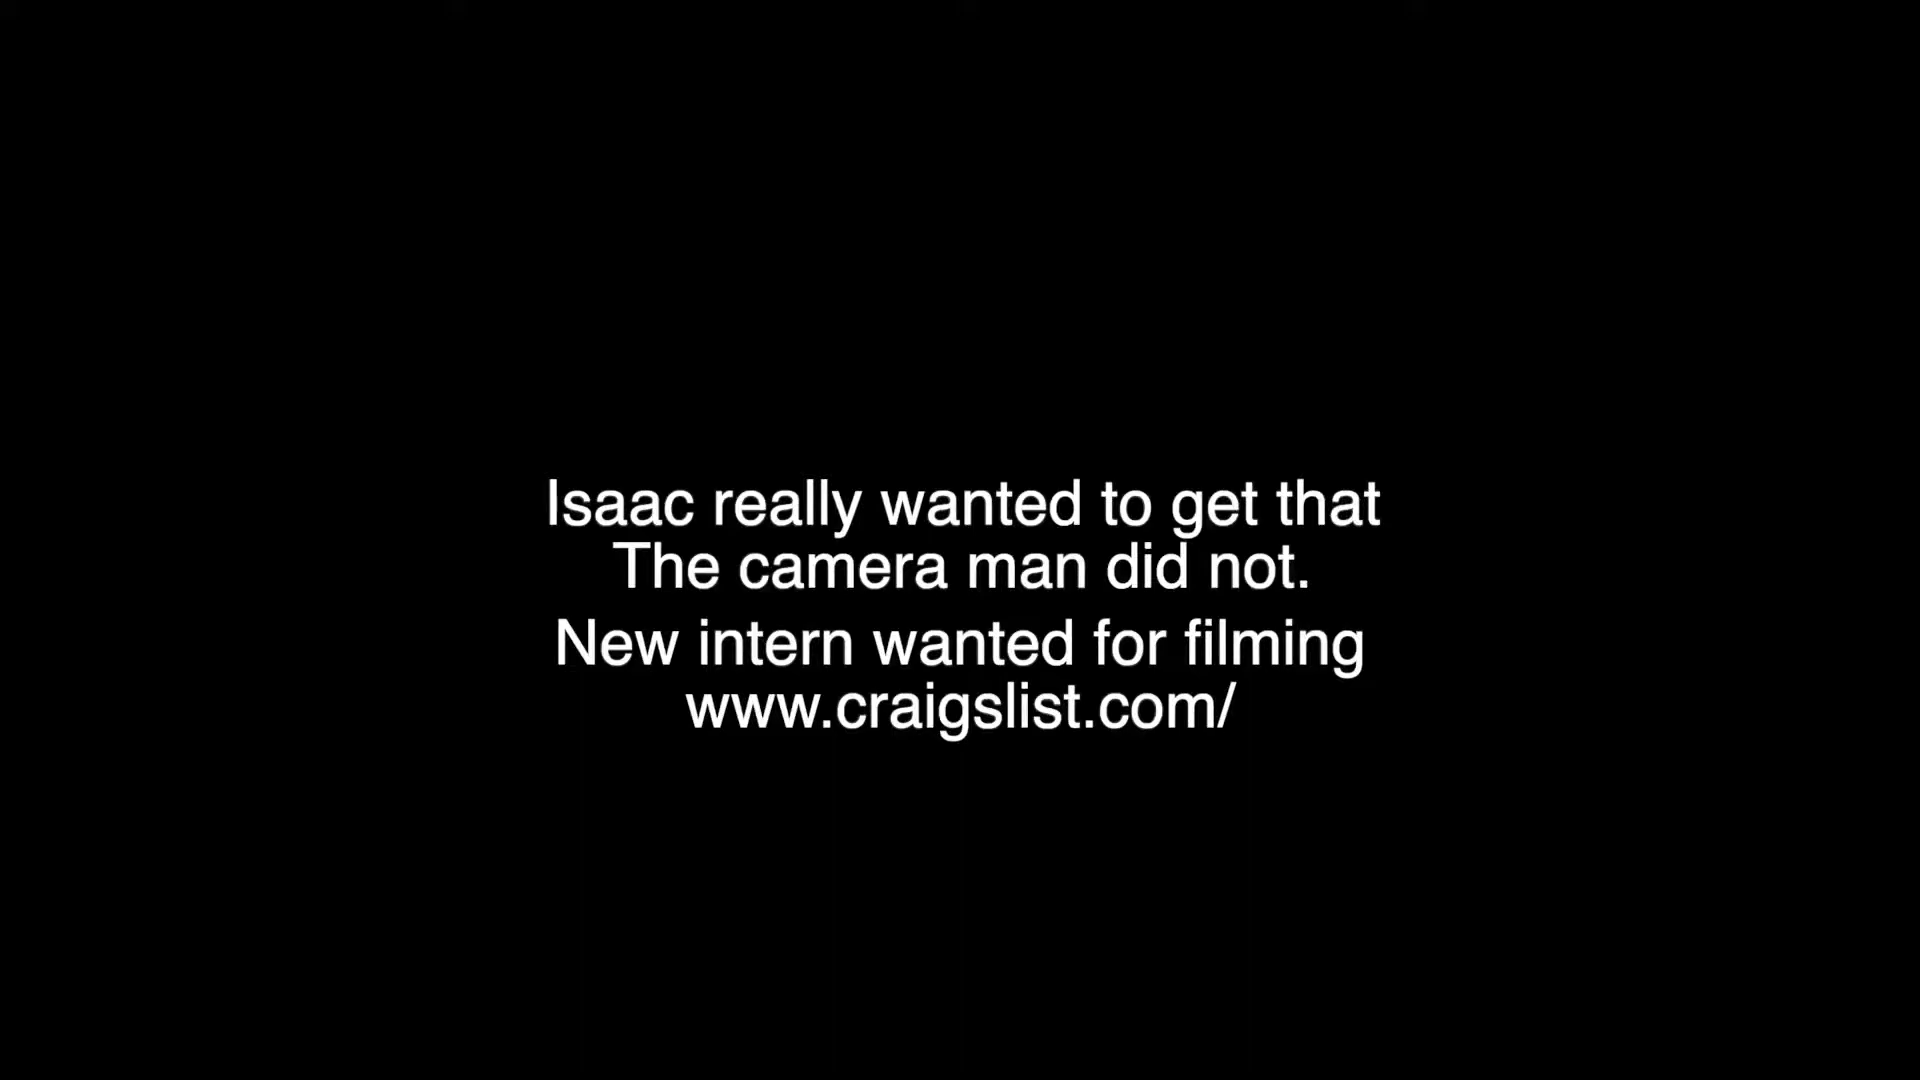 Isaac really wanted to get that
The camera man did not.
New intern wanted for filming
www.craigslist.com/